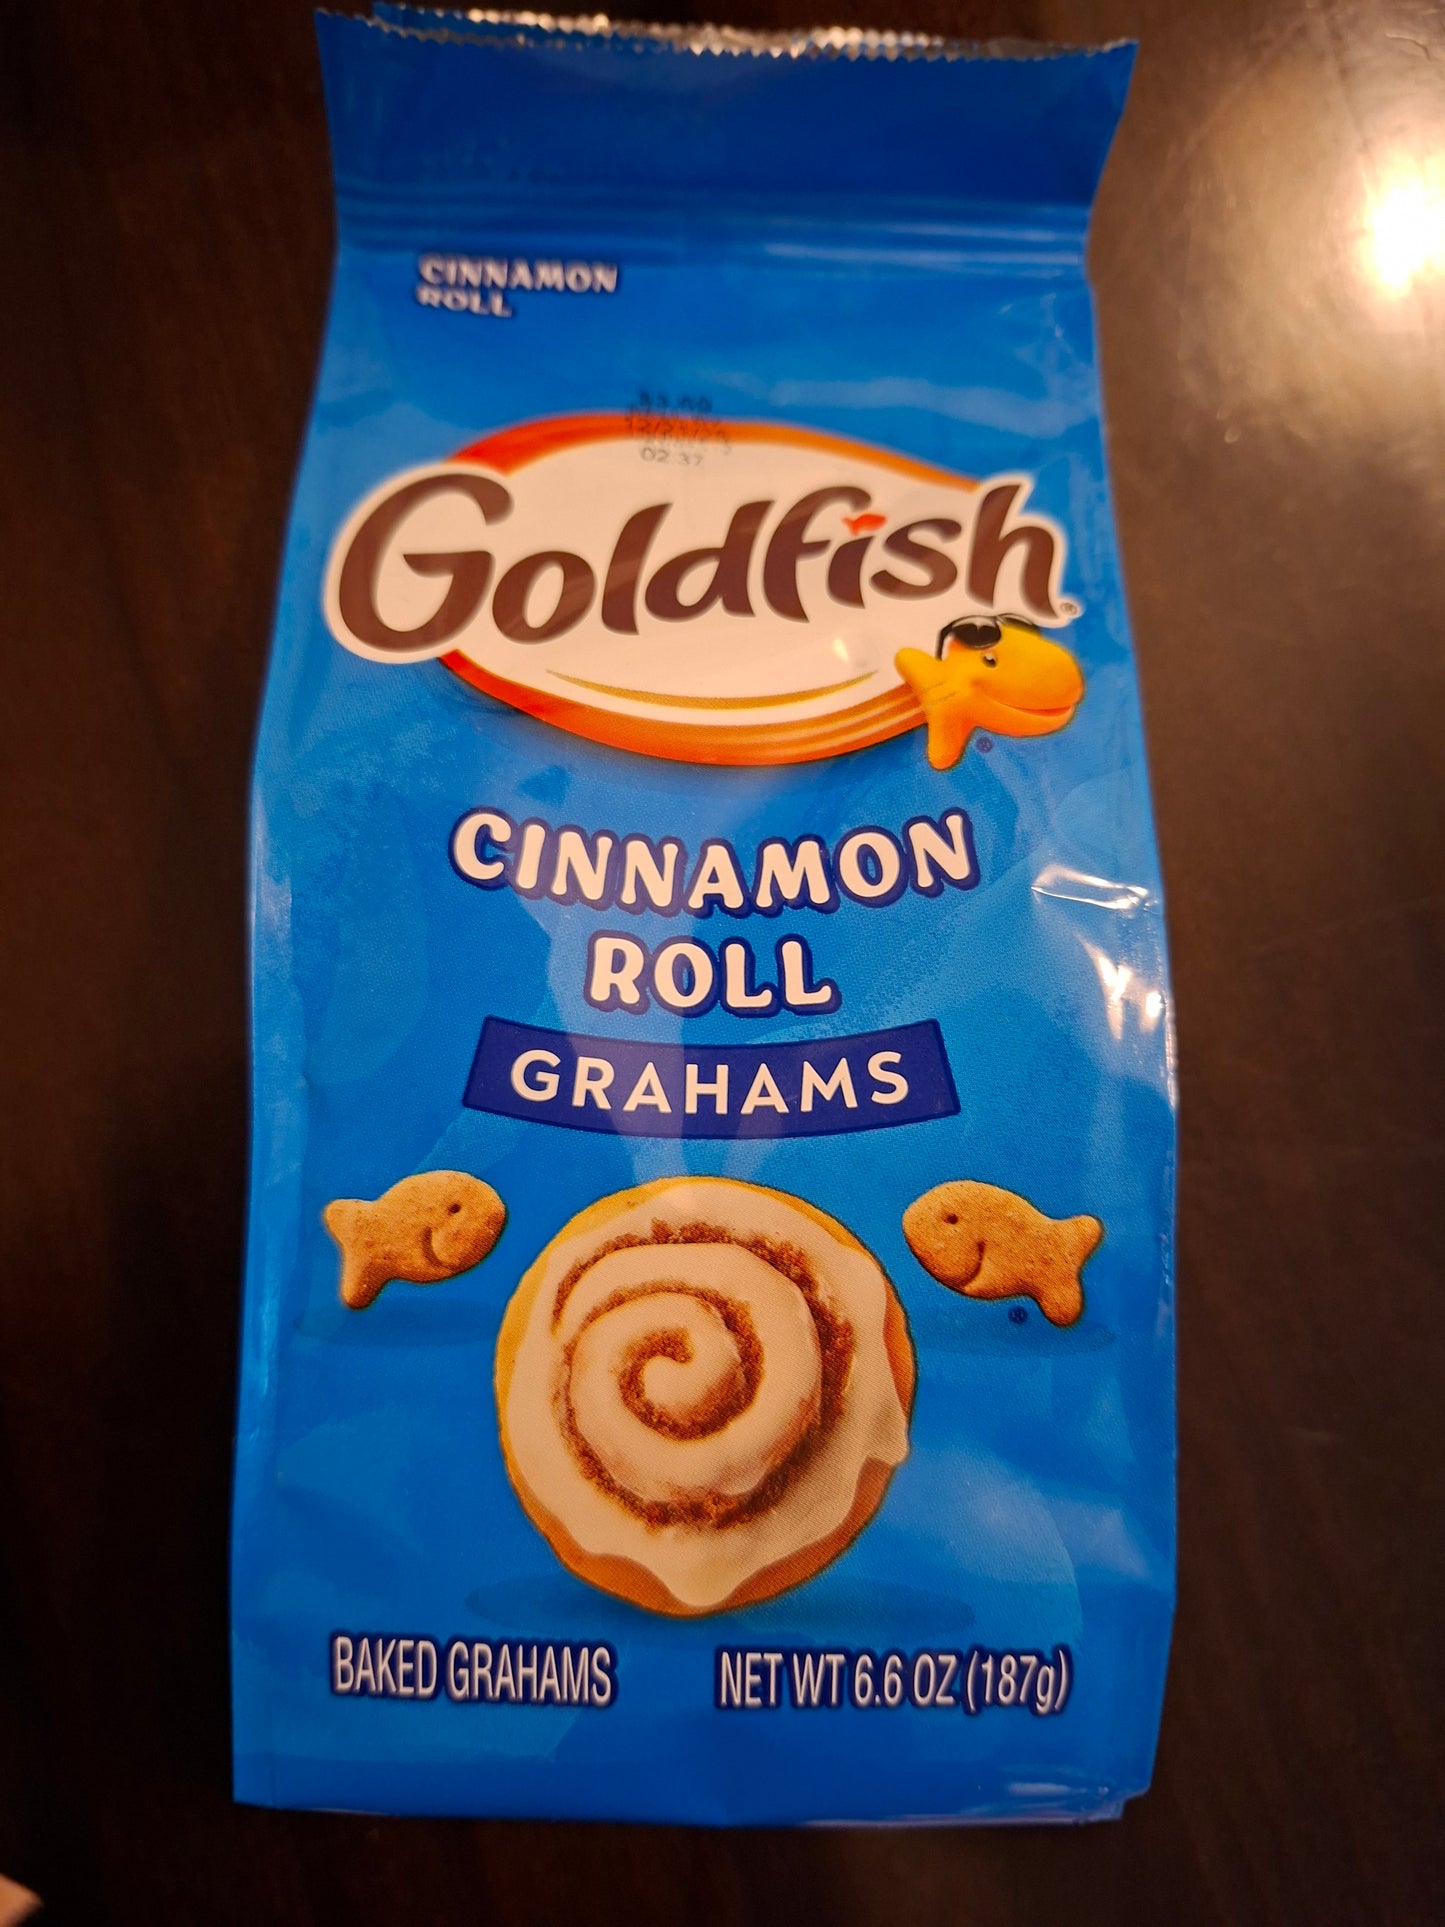 CINNAMON
ROLL
02:37
Goldfish®
CINNAMON
ROLL
GRAHAMS
BAKED GRAHAMS
NET WT 6.6 OZ (187g)